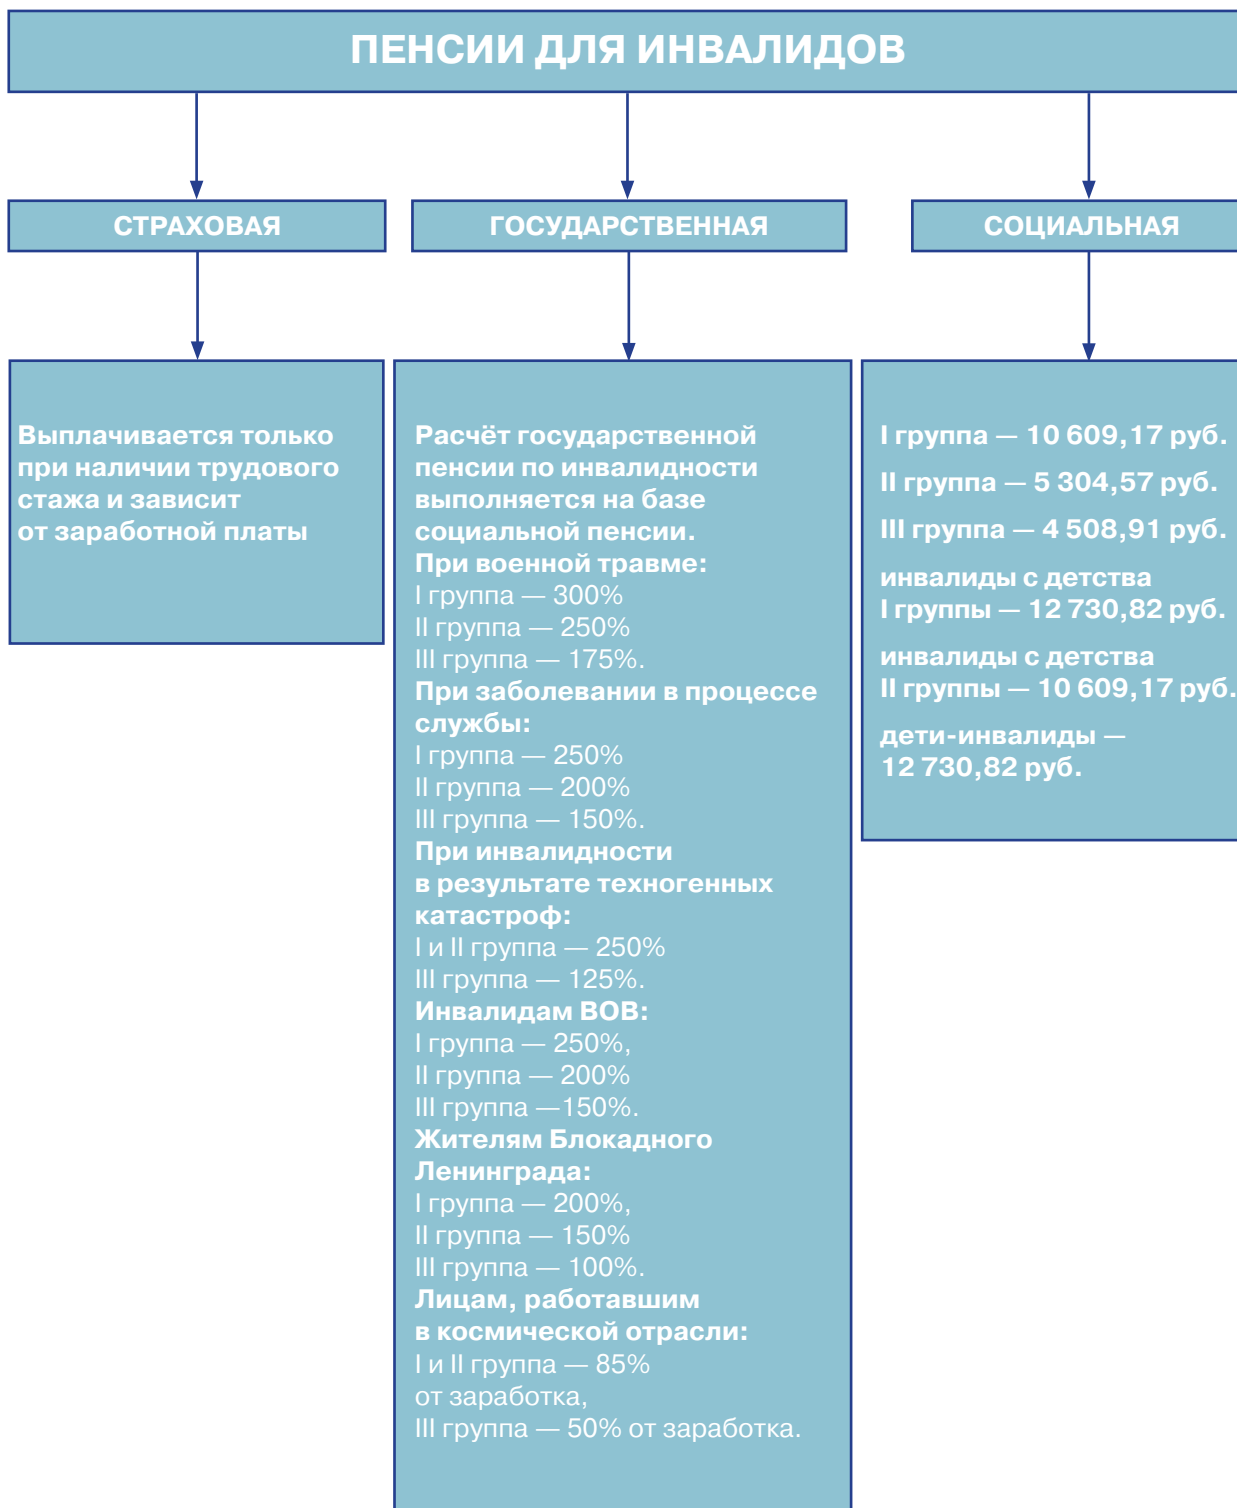 ПЕНСИИ ДЛЯ ИНВАЛИДОВ
СТРАХОВАЯ
ГОСУДАРСТВЕННАЯ
СОЦИАЛЬНАЯ
Выплачивается только
при наличии трудового
стажа и зависит
от заработной платы
Расчёт государственной
пенсии по инвалидности
выполняется на базе
социальной пенсии.
При военной травме:
I группа — 300%
II группа — 250%
III группа — 175%.
При заболевании в процессе
службы:
I группа — 250%
II группа — 200%
III группа — 150%.
При инвалидности
в результате техногенных
катастроф:
I и II группа — 250%
III группа — 125%.
Инвалидам ВОВ:
I группа — 250%,
II группа — 200%
III группа —150%.
Жителям Блокадного
Ленинграда:
I группа — 200%,
II группа — 150%
III группа — 100%.
Лицам, работавшим
в космической отрасли:
I и II группа — 85%
от заработка,
III группа — 50% от заработка.
I группа — 10 609,17 руб.
II группа — 5 304,57 руб.
III группа — 4 508,91 руб.
инвалиды с детства
I группы — 12 730,82 руб.
инвалиды с детства
II группы — 10 609,17 руб.
дети-инвалиды —
12 730,82 руб.